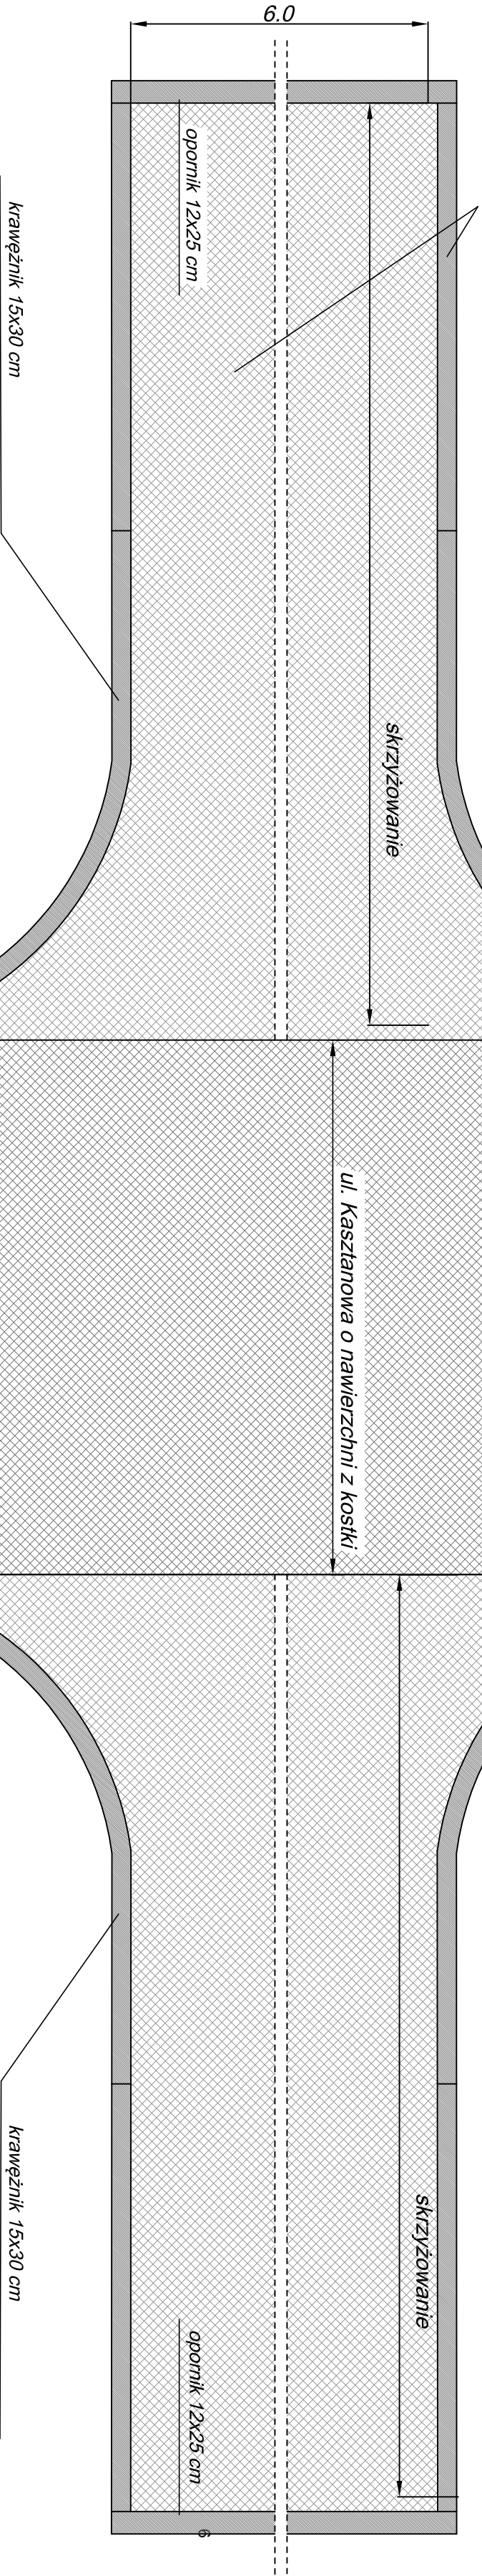 6.0
opornik 12x25 cm
krawężnik 15x30 cm
skrzyżowanie
ul. Kasztanowa o nawierzchni z kostki
skrzyżowanie
krawężnik 15x30 cm
opornik 12x25 cm
6